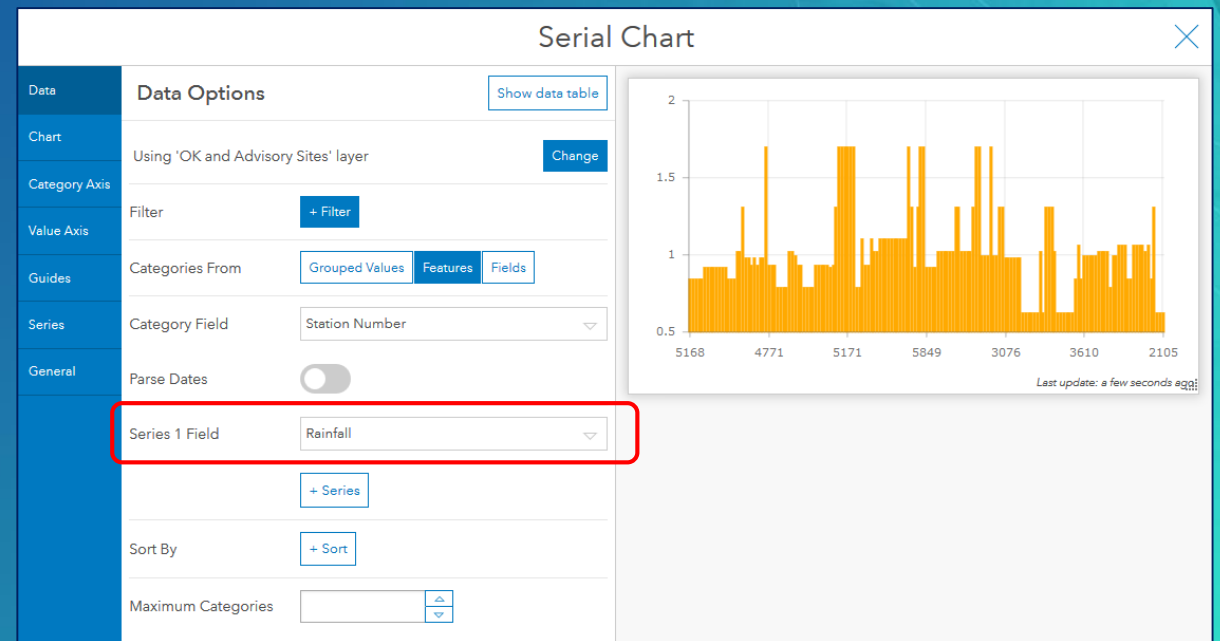 Serial Chart
Data
Chart
Category Axis
Value Axis
Guides
Series
General
Data Options
Show data table
Using 'OK and Advisory Sites' layer
Change
Filter
+ Filter
Categories From
Grouped Values
Features
Fields
Category Field
Station Number
Parse Dates
Series 1 Field
Rainfall
+ Series
Sort By
+ Sort
Maximum Categories
2
1.5
1
0.5
5168 4771 5171 5849 3076 3610 2105
Last update: a few seconds ago